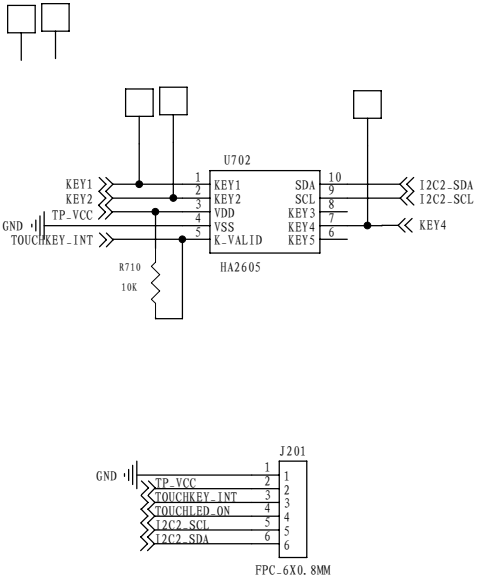 U702
KEY1 1 KEY1 SDA 10 I2C2_SDA
KEY2 2 KEY2 SCL 9 I2C2_SCL
TP_VCC 3 VDD KEY3 8
GND 4 VSS KEY4 7 KEY4
TOUCHKEY_INT 5 K_VALID KEY5 6
R710
10K
HA2605
J201
GND 1 1
TP_VCC 2 2
TOUCHKEY_INT 3 3
TOUCHLED_ON 4 4
I2C2_SCL 5 5
I2C2_SDA 6 6
FPC_6X0.8MM